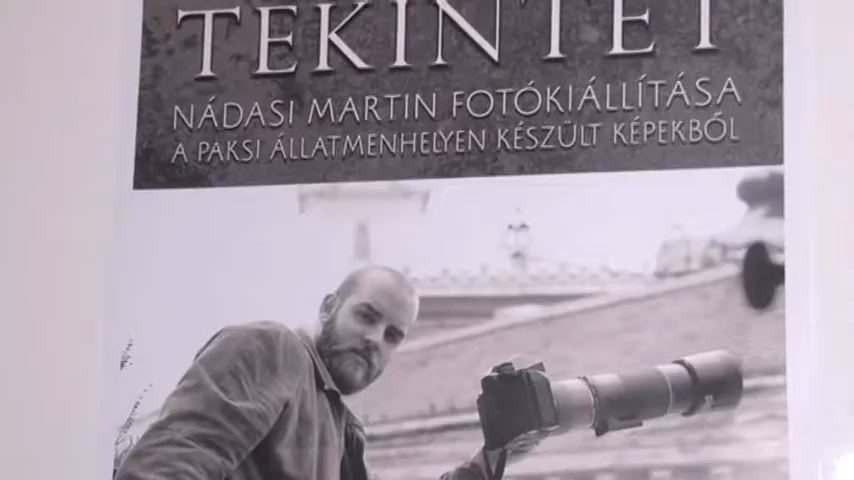 TEKINTET
NÁDASI MARTIN FOTÓKIÁLLÍTÁSA
A PAKSI ÁLLATMENHELYEN KÉSZÜLT KÉPEKBŐL